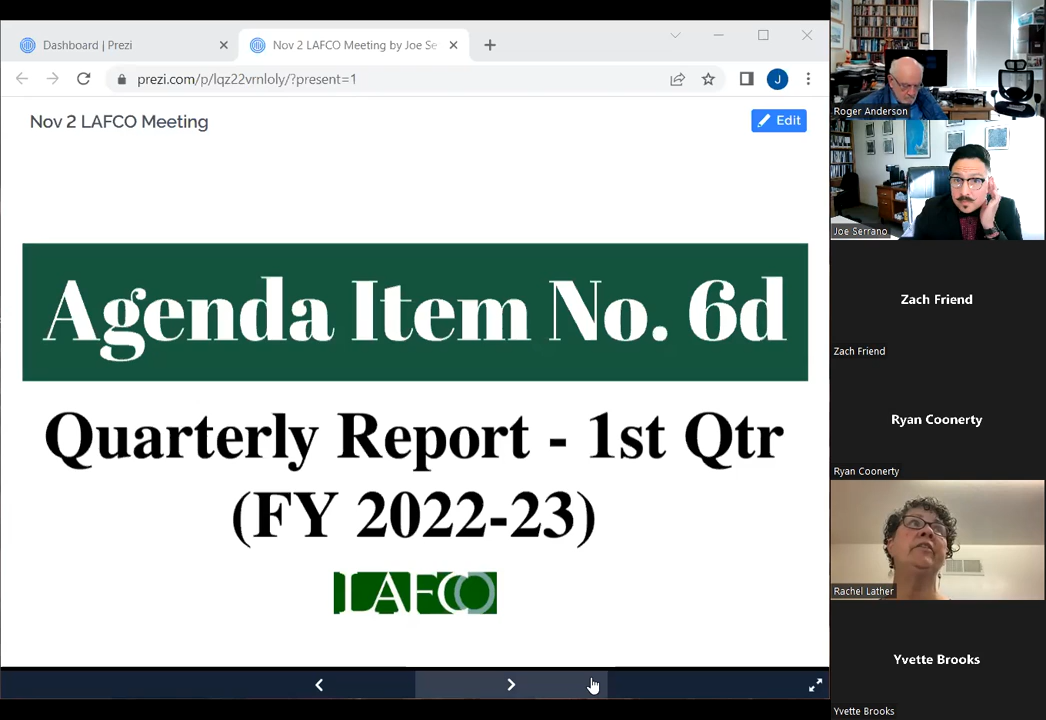 Dashboard | Prezi
Nov 2 LAFCO Meeting by Joe Se
prezi.com/p/lqz22vrnloly/?present=1
J
Nov 2 LAFCO Meeting
Edit
Agenda Item No. 6d
Quarterly Report - 1st Qtr
(FY 2022-23)
LAFCO
Roger Anderson
Joe Serrano
Zach Friend
Zach Friend
Ryan Coonerty
Ryan Coonerty
Rachel Lather
Yvette Brooks
Yvette Brooks